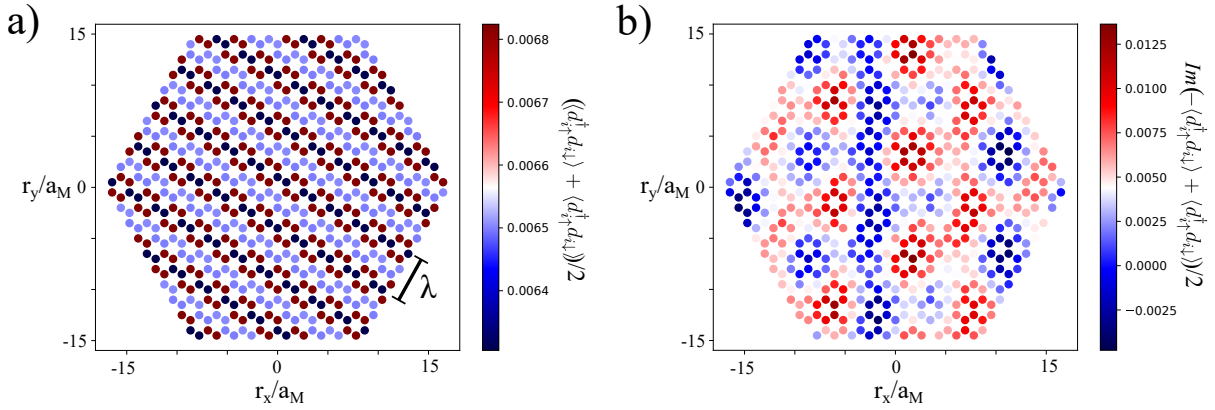 a)
15
0
-15
r_y/a_M
-15
0
15
r_x/a_M
λ
0.0068
0.0067
0.0066
0.0065
0.0064
(⟨d†_{i↑}d_{i↓}⟩ + ⟨d†_{i↑}d_{i↓}⟩)/2
b)
15
0
-15
r_y/a_M
-15
0
15
r_x/a_M
0.0125
0.0100
0.0075
0.0050
0.0025
0.0000
−0.0025
Im(−⟨d†_{i↑}d_{i↓}⟩ + ⟨d†_{i↑}d_{i↓}⟩)/2